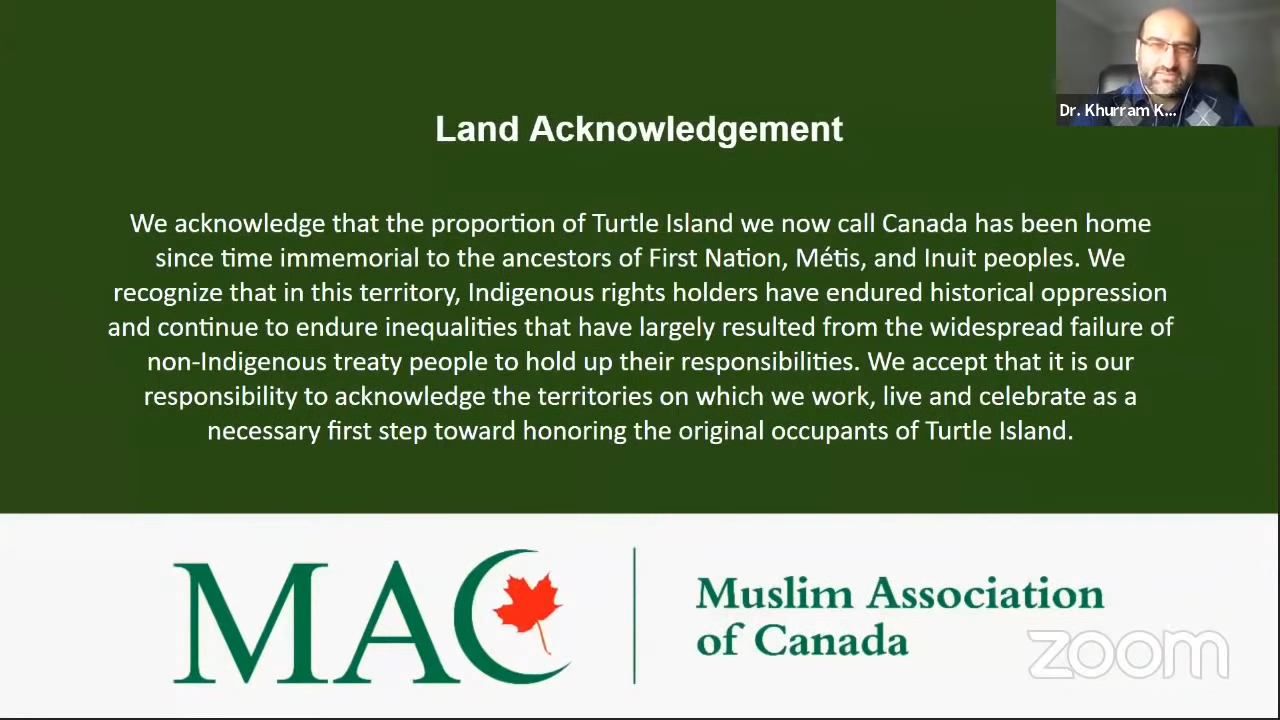 Dr. Khurram K...
Land Acknowledgement
We acknowledge that the proportion of Turtle Island we now call Canada has been home
since time immemorial to the ancestors of First Nation, Métis, and Inuit peoples. We
recognize that in this territory, Indigenous rights holders have endured historical oppression
and continue to endure inequalities that have largely resulted from the widespread failure of
non-Indigenous treaty people to hold up their responsibilities. We accept that it is our
responsibility to acknowledge the territories on which we work, live and celebrate as a
necessary first step toward honoring the original occupants of Turtle Island.
MAC
Muslim Association
of Canada
zoom